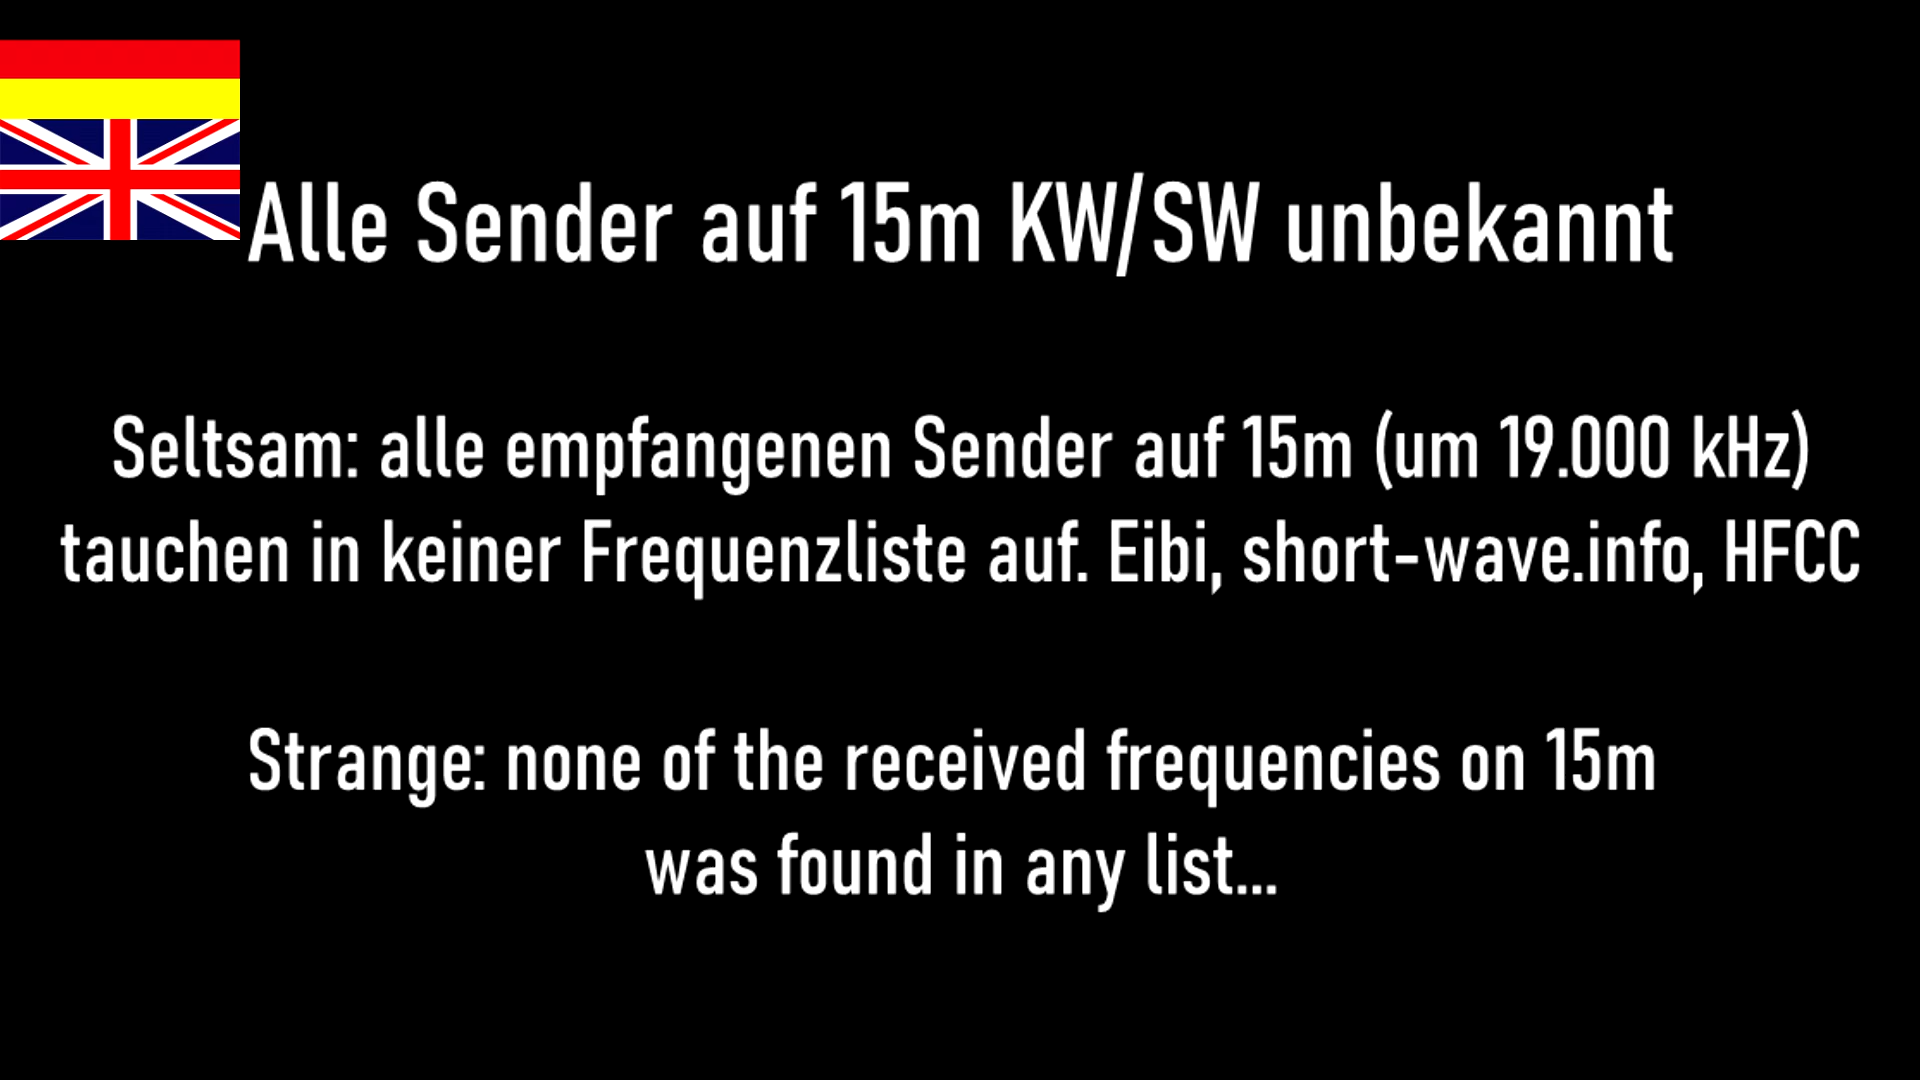 Alle Sender auf 15m KW/SW unbekannt
Seltsam: alle empfangenen Sender auf 15m (um 19.000 kHz)
tauchen in keiner Frequenzliste auf. Eibi, short-wave.info, HFCC
Strange: none of the received frequencies on 15m
was found in any list...